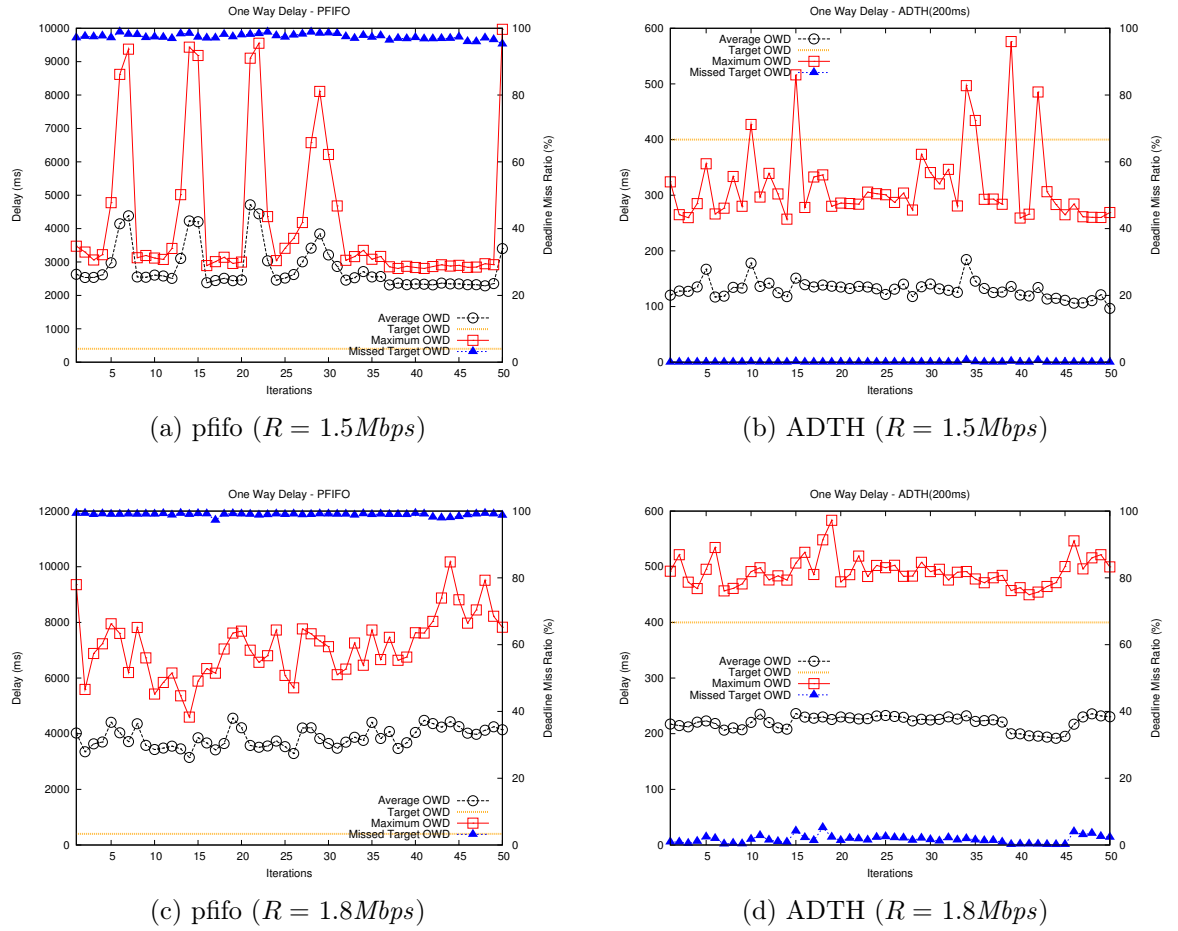 One Way Delay - PFIFO
10000
9000
8000
7000
6000
5000
4000
3000
2000
1000
0
Delay (ms)
100
80
60
40
20
0
Deadline Miss Ratio (%)
Average OWD
Target OWD
Maximum OWD
Missed Target OWD
5 10 15 20 25 30 35 40 45 50
Iterations
(a) pfifo (R = 1.5Mbps)
One Way Delay - ADTH(200ms)
600
500
400
300
200
100
0
Delay (ms)
100
80
60
40
20
0
Deadline Miss Ratio (%)
Average OWD
Target OWD
Maximum OWD
Missed Target OWD
5 10 15 20 25 30 35 40 45 50
Iterations
(b) ADTH (R = 1.5Mbps)
One Way Delay - PFIFO
12000
10000
8000
6000
4000
2000
0
Delay (ms)
100
80
60
40
20
0
Deadline Miss Ratio (%)
Average OWD
Target OWD
Maximum OWD
Missed Target OWD
5 10 15 20 25 30 35 40 45 50
Iterations
(c) pfifo (R = 1.8Mbps)
One Way Delay - ADTH(200ms)
600
500
400
300
200
100
0
Delay (ms)
100
80
60
40
20
0
Deadline Miss Ratio (%)
Average OWD
Target OWD
Maximum OWD
Missed Target OWD
5 10 15 20 25 30 35 40 45 50
Iterations
(d) ADTH (R = 1.8Mbps)